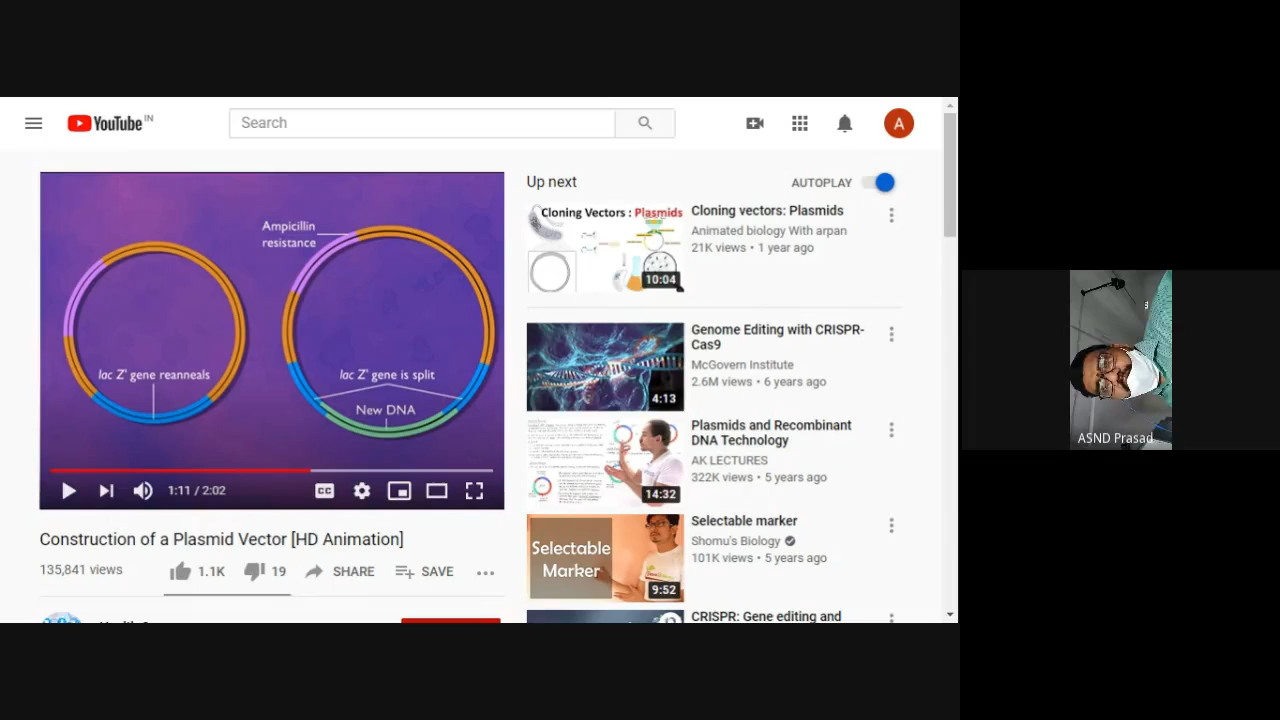 YouTube IN
Search
A
Ampicillin
resistance
lac Z' gene reanneals
lac Z' gene is split
New DNA
1:11 / 2:02
CC
Construction of a Plasmid Vector [HD Animation]
135,841 views
1.1K
19
SHARE
SAVE
Up next
AUTOPLAY
Cloning Vectors : Plasmids
10:04
Cloning vectors: Plasmids
Animated biology With arpan
21K views • 1 year ago
4:13
Genome Editing with CRISPR-
Cas9
McGovern Institute
2.6M views • 6 years ago
14:32
Plasmids and Recombinant
DNA Technology
AK LECTURES
322K views • 5 years ago
Selectable
Marker
9:52
Selectable marker
Shomu's Biology
101K views • 5 years ago
CRISPR: Gene editing and
ASND Prasad